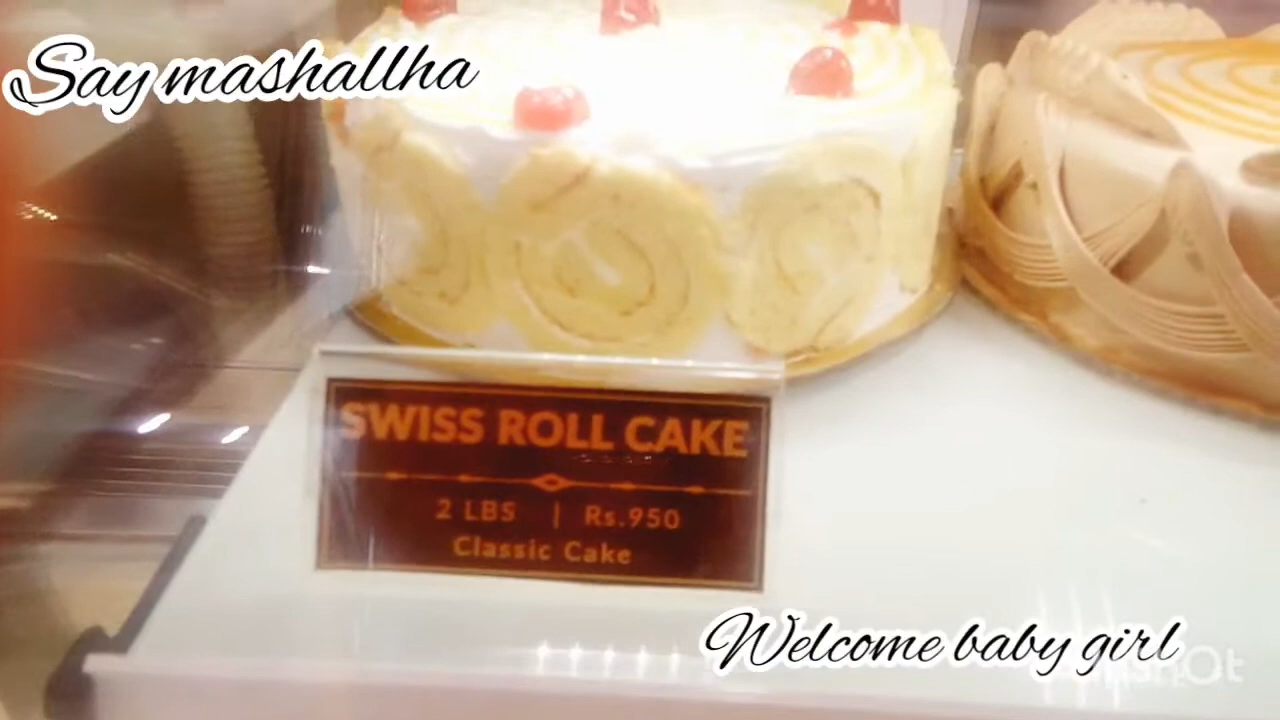 Say mashallha
SWISS ROLL CAKE
2 LBS | Rs.950
Classic Cake
Welcome baby girl